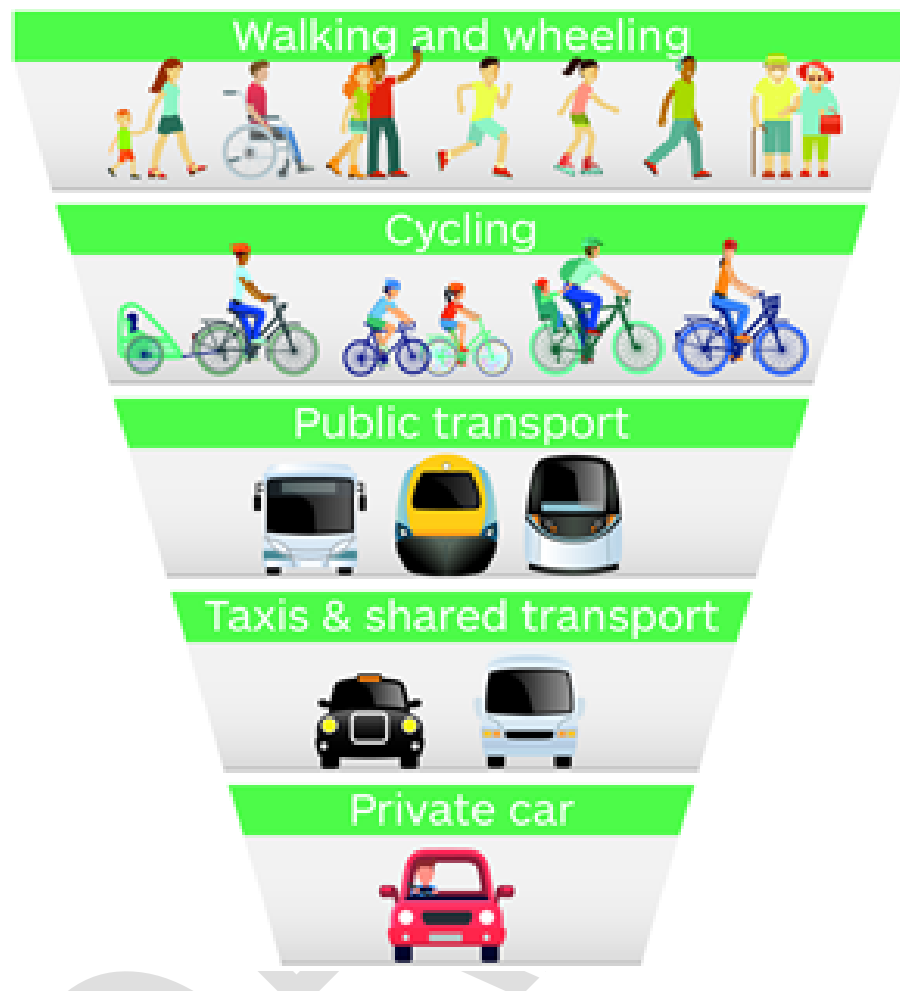 Walking and wheeling
Cycling
Public transport
Taxis & shared transport
Private car